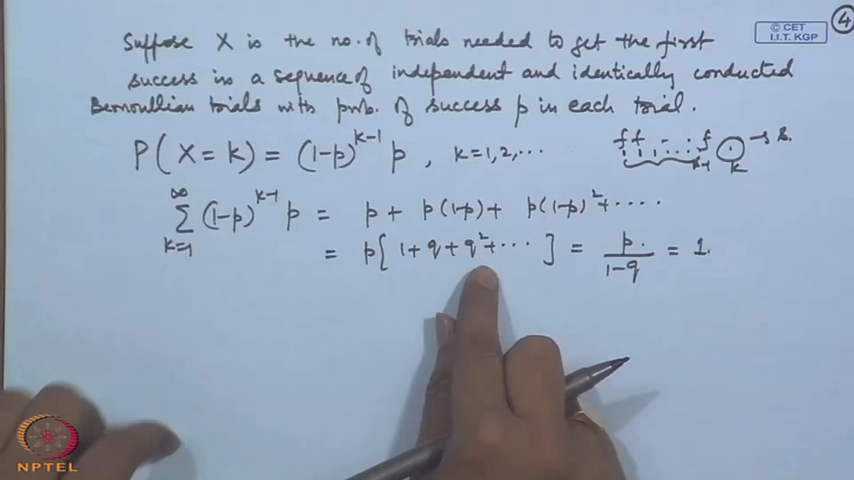 ④
© CET
I.I.T. KGP
Suppose X is the no. of trials needed to get the first
success in a sequence of independent and identically conducted
Bernoullian trials with prob. of success p in each trial.
P(X = k) = (1-p)^{k-1} p , k = 1, 2, ...
f f - .. f → s.
k-1 k
∑_{k=1}^{∞} (1-p)^{k-1} p = p + p(1-p) + p(1-p)^2 + ....
= p[1 + q + q^2 + ...] = p/(1-q) = 1.
NPTEL